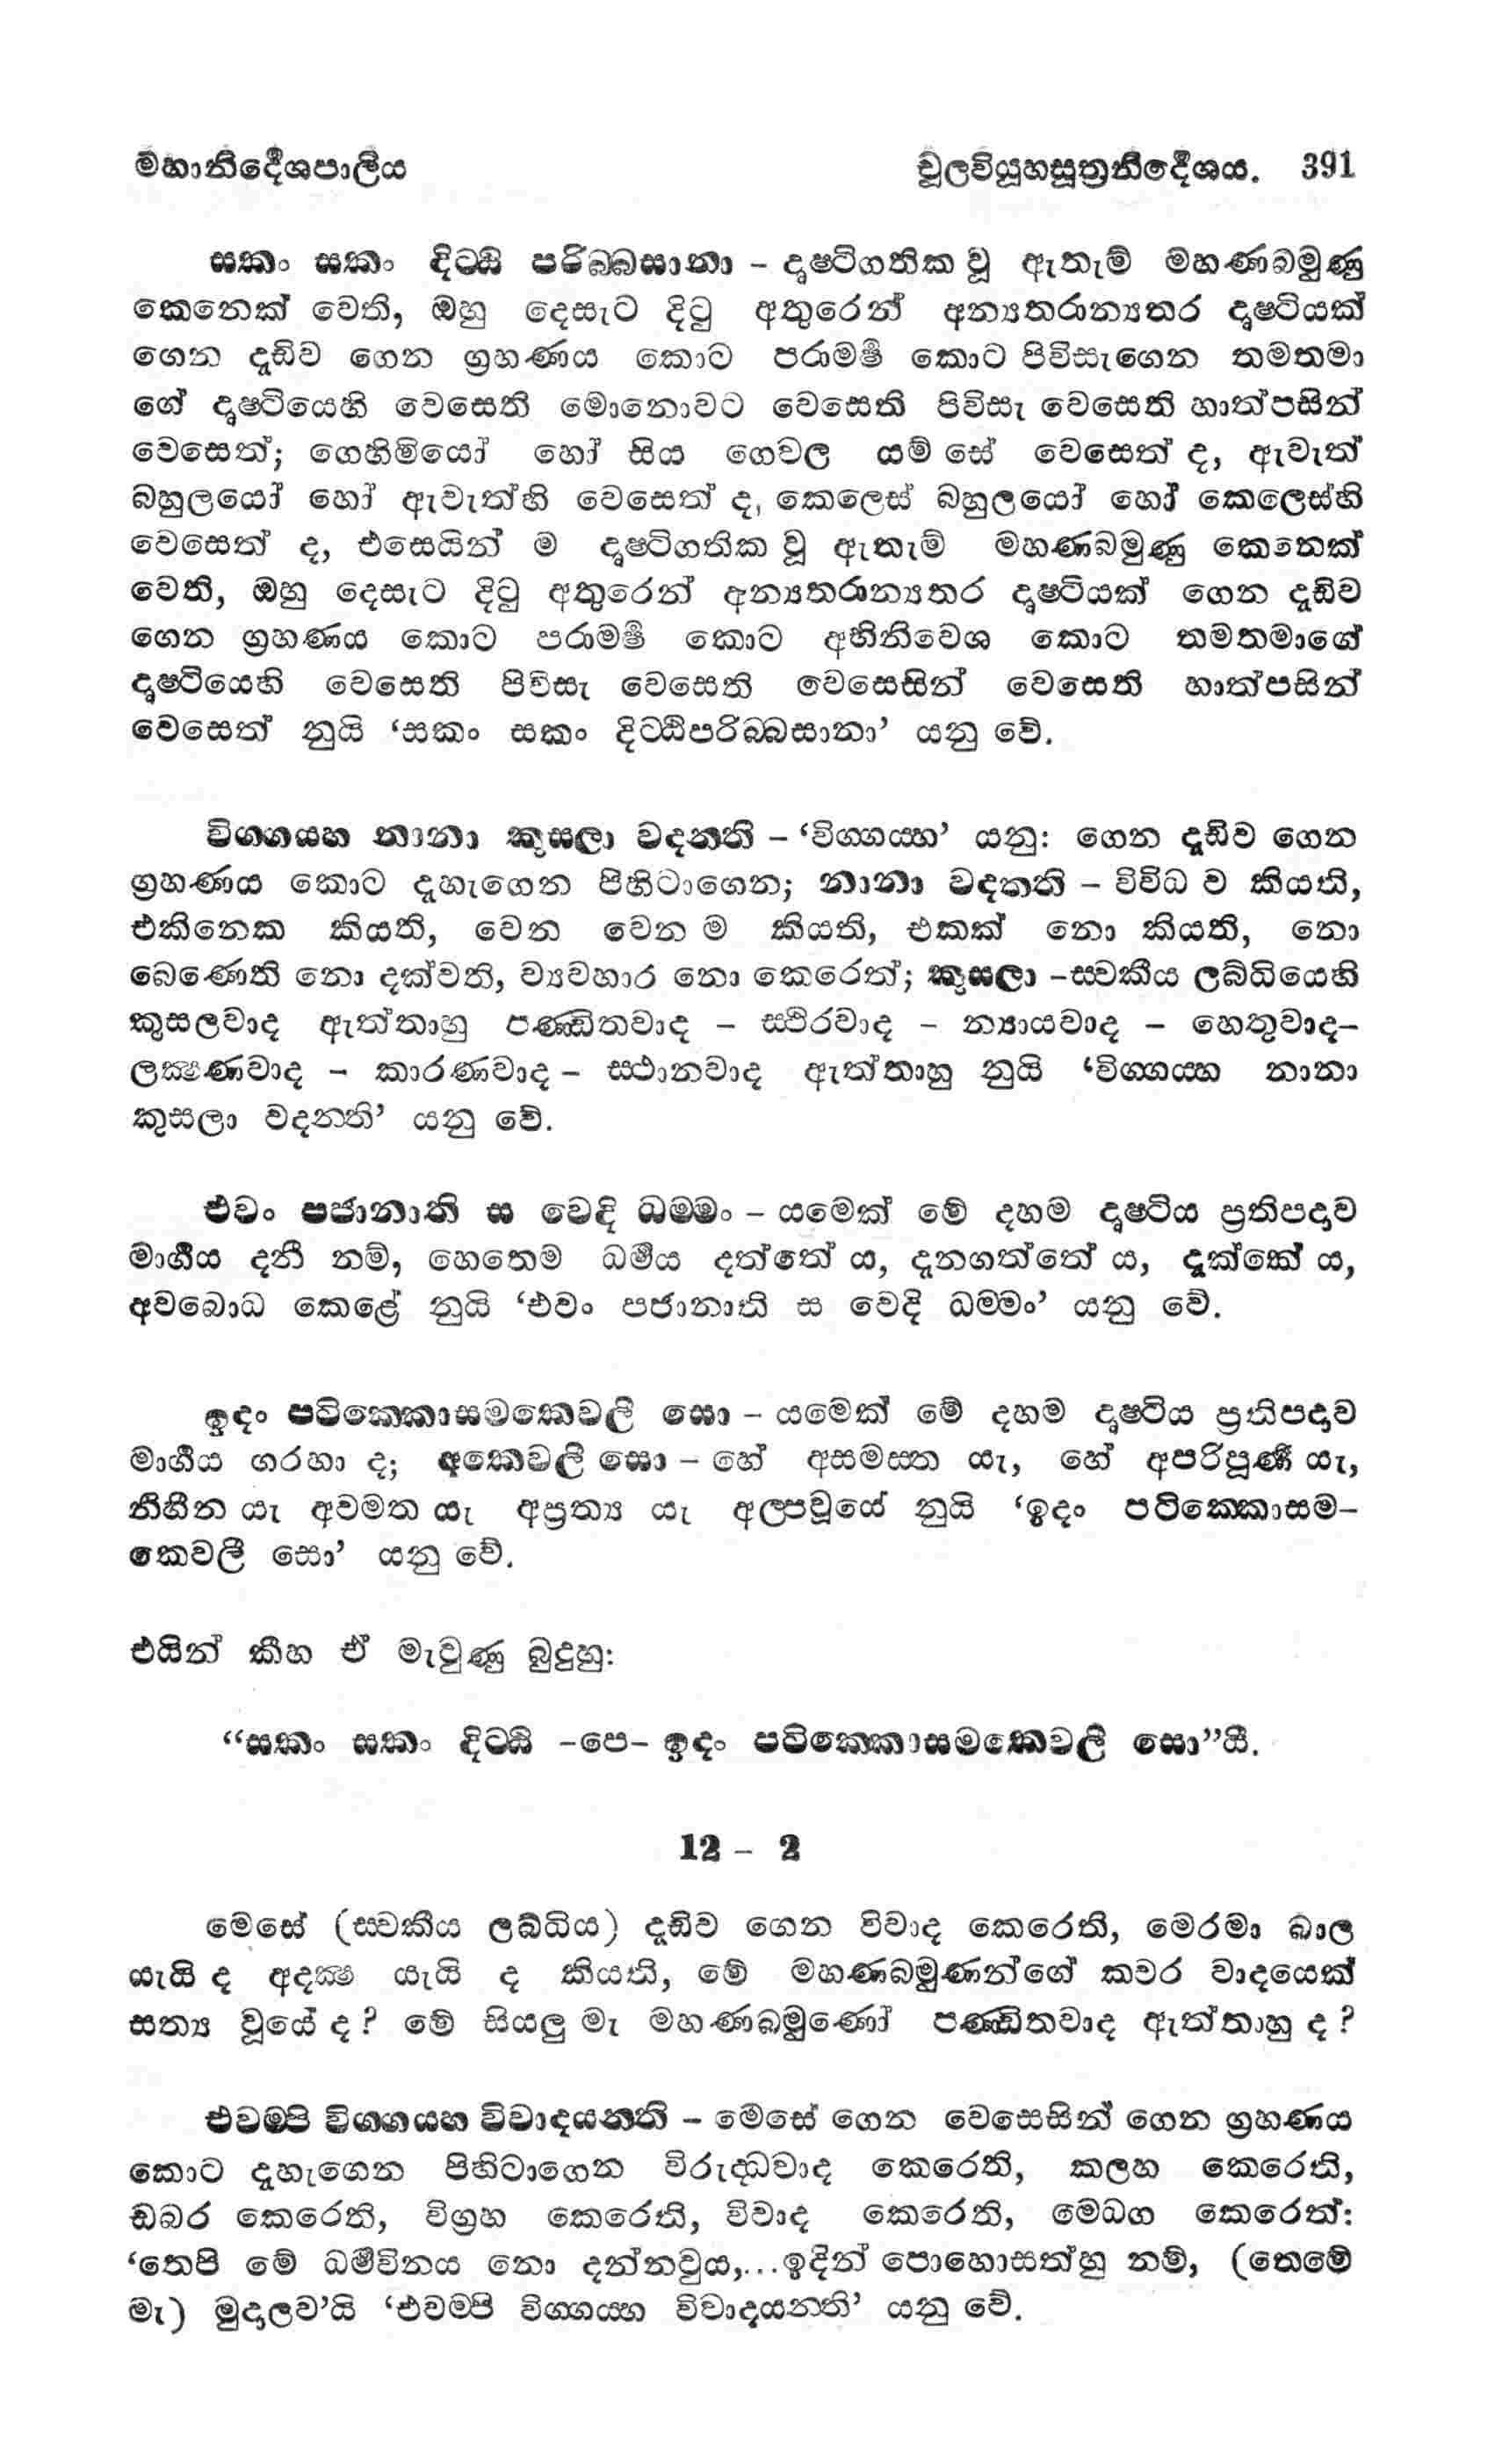 මහානිර්දේශපාලිය චූලවියූහසූත්‍රනිර්දේශය. 391
සකං සකං දිට්ඨි පරිබ්බසානා – දෘෂ්ටිගතික වූ ඇතැම් මහණබමුණු
කෙනෙක් වෙති, ඔහු දෙසැට දිටු අතුරෙන් අන්‍යතරාන්‍යතර දෘෂ්ටියක්
ගෙන දැඩිව ගෙන ග්‍රහණය කොට පරාමර්ෂ කොට පිවිසැගෙන තමතමා
ගේ දෘෂ්ටියෙහි වෙසෙති මොනොවට වෙසෙති පිවිසැ වෙසෙති හාත්පසින්
වෙසෙත්; ගෙහිමියෝ හෝ සිය ගෙවල යම් සේ වෙසෙත් ද, ඇවැත්
බහුලයෝ හෝ ඇවැත්හි වෙසෙත් ද, කෙලෙස් බහුලයෝ හෝ කෙලෙස්හි
වෙසෙත් ද, එසෙයින් ම දෘෂ්ටිගතික වූ ඇතැම් මහණබමුණු කෙනෙක්
වෙති, ඔහු දෙසැට දිටු අතුරෙන් අන්‍යතරාන්‍යතර දෘෂ්ටියක් ගෙන දැඩිව
ගෙන ග්‍රහණය කොට පරාමර්ෂ කොට අභිනිවෙශ කොට තමතමාගේ
දෘෂ්ටියෙහි වෙසෙති පිවිසැ වෙසෙති වෙසෙසින් වෙසෙති හාත්පසින්
වෙසෙත් නුයි ‘සකං සකං දිට්ඨිපරිබ්බසානා’ යනු වේ.
විග්ගය්හ නානා කුසලා වදන්ති – ‘විග්ගය්හ’ යනු: ගෙන දැඩිව ගෙන
ග්‍රහණය කොට දැහැගෙන පිහිටාගෙන; නානා වදන්ති – විවිධ ව කියති,
එකිනෙක කියති, වෙන වෙන ම කියති, එකක් නො කියති, නො
බෙණෙති නො දක්වති, ව්‍යවහාර නො කෙරෙත්; කුසලා –ස්වකීය ලබ්ධියෙහි
කුසලවාද ඇත්තාහු පණ්ඩිතවාද – ස්ථිරවාද – න්‍යායවාද – හෙතුවාද–
ලක්‍ෂණවාද – කාරණවාද – ස්ථානවාද ඇත්තාහු නුයි ‘විග්ගය්හ නානා
කුසලා වදන්ති’ යනු වේ.
එවං පජානාති ස වෙදි ධම්මං – යමෙක් මේ දහම දෘෂ්ටිය ප්‍රතිපදාව
මාර්ගය දනී නම්, හෙතෙම ධර්මය දත්තේ ය, දැනගත්තේ ය, දැක්කේ ය,
අවබොධ කෙළේ නුයි ‘එවං පජානාති ස වෙදි ධම්මං’ යනු වේ.
ඉදං පටික්කොසමකෙවලී සො – යමෙක් මේ දහම දෘෂ්ටිය ප්‍රතිපදාව
මාර්ගය ගරහා ද; අකෙවලී සො – හේ අසමස්ත යැ, හේ අපරිපූර්ණ යැ,
නිහීන යැ අවමත යැ අප්‍රත්‍ය යැ අල්පවූයේ නුයි ‘ඉදං පටික්කොසම–
කෙවලී සො’ යනු වේ.
එයින් කීහ ඒ මැවුණු බුදුහු:
“සකං සකං දිට්ඨි –පෙ– ඉදං පටික්කොසමකෙවලී සො”යී.
12 – 2
මෙසේ (ස්වකීය ලබ්ධිය) දැඩිව ගෙන විවාද කෙරෙති, මෙරමා බාල
යැයි ද අදක්‍ෂ යැයි ද කියති, මේ මහණබමුණන්ගේ කවර වාදයෙක්
සත්‍ය වූයේ ද? මේ සියලු මැ මහණබමුණෝ පණ්ඩිතවාද ඇත්තාහු ද?
එවම්පි විග්ගය්හ විවාදයන්ති – මෙසේ ගෙන වෙසෙසින් ගෙන ග්‍රහණය
කොට දැහැගෙන පිහිටාගෙන විරුද්ධවාද කෙරෙති, කලහ කෙරෙති,
ඩබර කෙරෙති, විග්‍රහ කෙරෙති, විවාද කෙරෙති, මෙධග කෙරෙත්:
‘තෙපි මේ ධර්මවිනය නො දන්නවුය,...ඉදින් පොහොසත්හු නම්, (තෙමේ
මැ) මුදාලව’යි ‘එවම්පි විග්ගය්හ විවාදයන්ති’ යනු වේ.